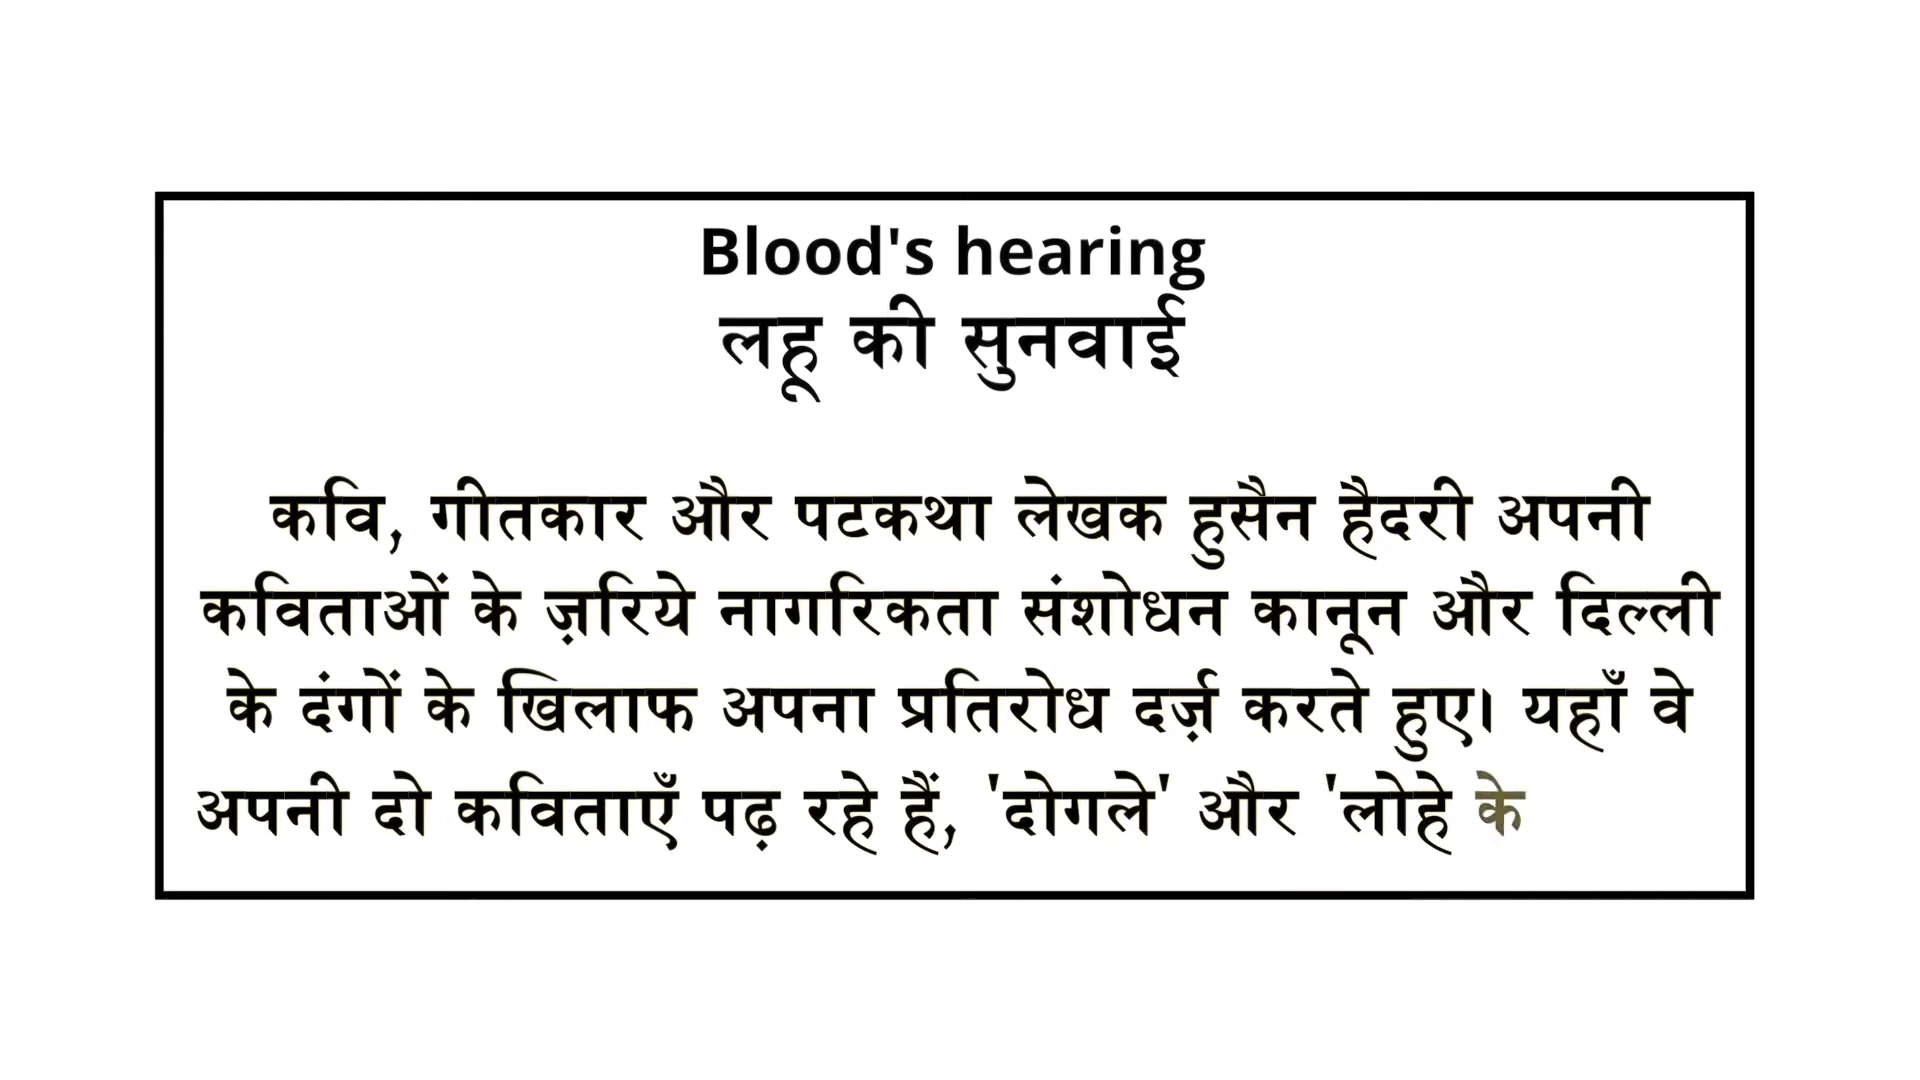 Blood's hearing
लहू की सुनवाई
कवि, गीतकार और पटकथा लेखक हुसैन हैदरी अपनी
कविताओं के ज़रिये नागरिकता संशोधन कानून और दिल्ली
के दंगों के खिलाफ अपना प्रतिरोध दर्ज़ करते हुए। यहाँ वे
अपनी दो कविताएँ पढ़ रहे हैं, 'दोगले' और 'लोहे के